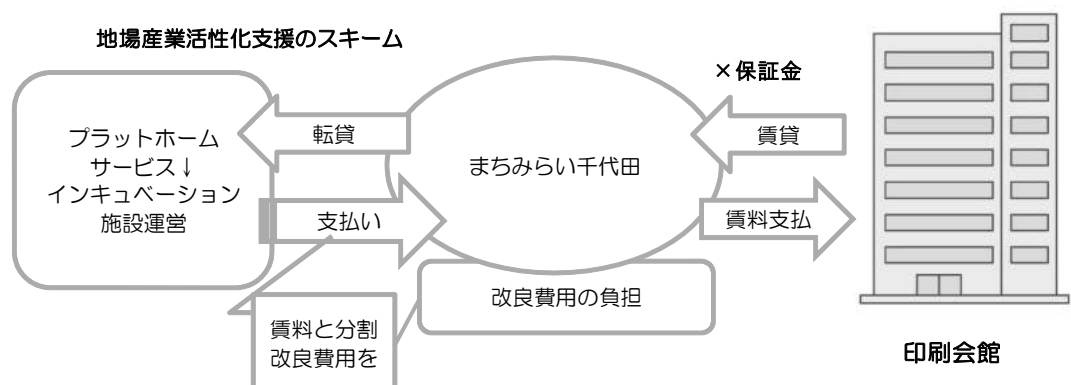 地場産業活性化支援のスキーム
×保証金
プラットホーム
サービス↓
インキュベーション
施設運営
転貸
支払い
まちみらい千代田
賃貸
賃料支払
改良費用の負担
賃料と分割
改良費用を
印刷会館